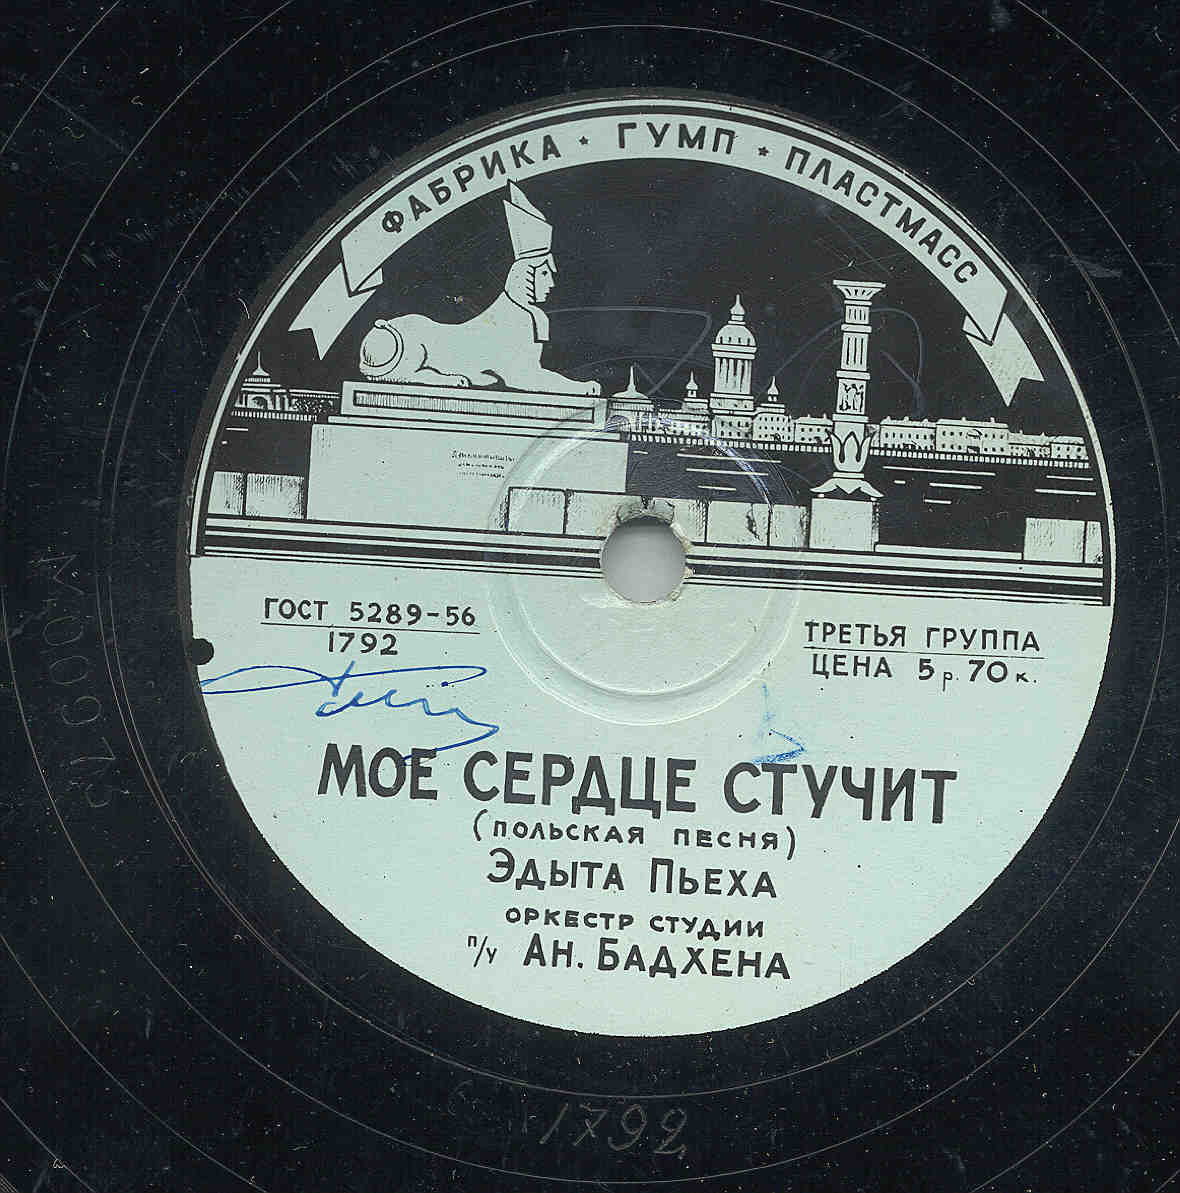 ФАБРИКА * ГУМП * ПЛАСТМАСС
ГОСТ 5289-56
1792
ТРЕТЬЯ ГРУППА
ЦЕНА 5 р. 70 к.
МОЕ СЕРДЦЕ СТУЧИТ
(ПОЛЬСКАЯ ПЕСНЯ)
ЭДЫТА ПЬЕХА
ОРКЕСТР СТУДИИ
п/у АН. БАДХЕНА
1792